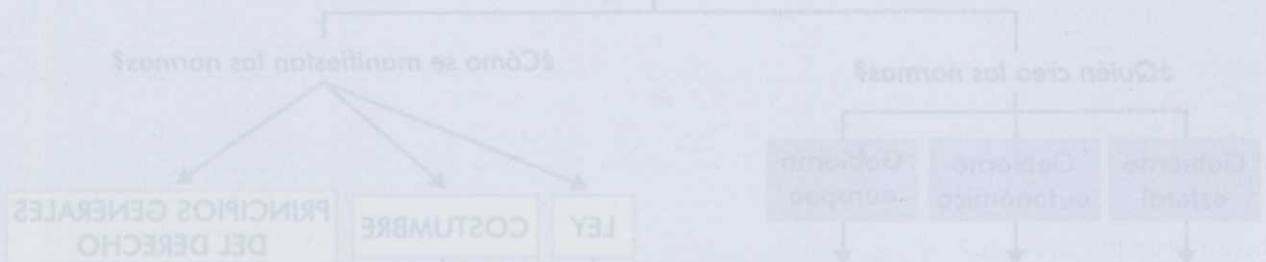 ¿Quién crea las normas?
¿Cómo se manifiestan las normas?
Gobierno
estatal
Gobierno
autonómico
Gobierno
europeo
LEY
COSTUMBRE
PRINCIPIOS GENERALES
DEL DERECHO